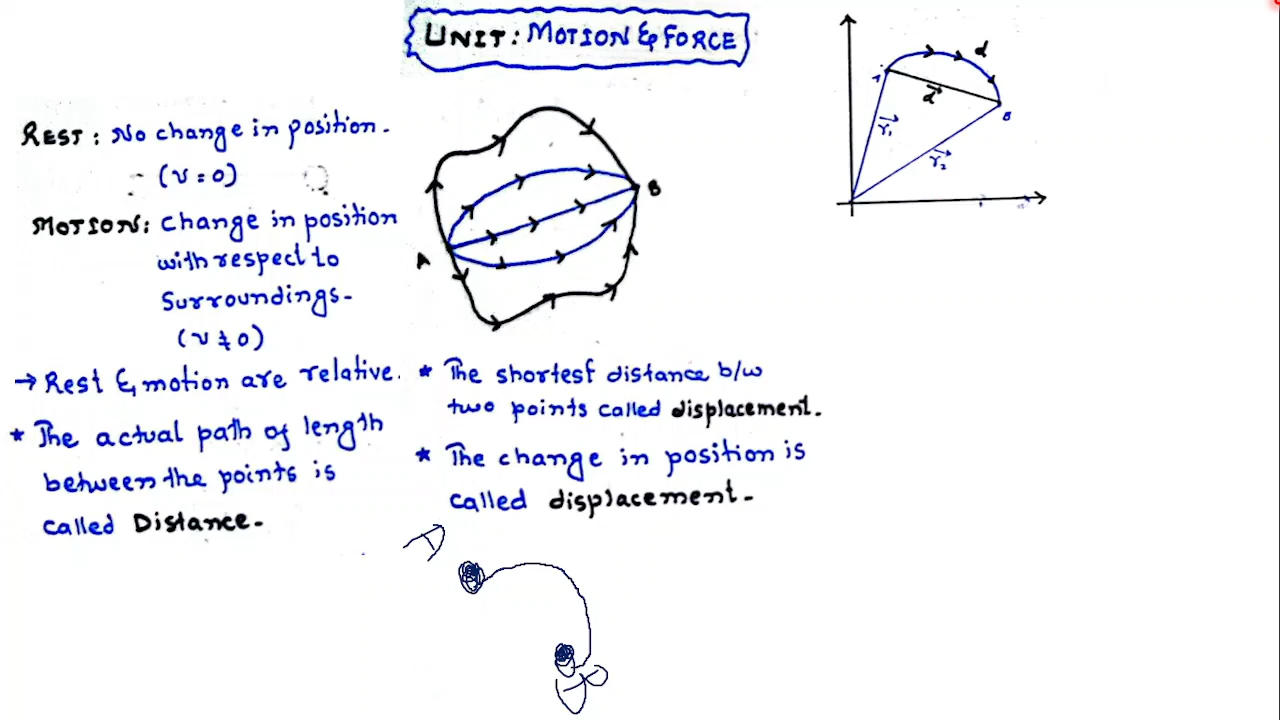 UNIT: MOTION & FORCE
REST: No change in position.
(v = 0)
MOTION: Change in position
with respect to
Surroundings-
(v ≠ 0)
→ Rest & motion are relative.
* The actual path of length
between the points is
called Distance-
A
B
* The shortest distance b/w
two points called displacement.
* The change in position is
called displacement-
A
d
d⃗
B
r⃗₁
r⃗₂
A
B